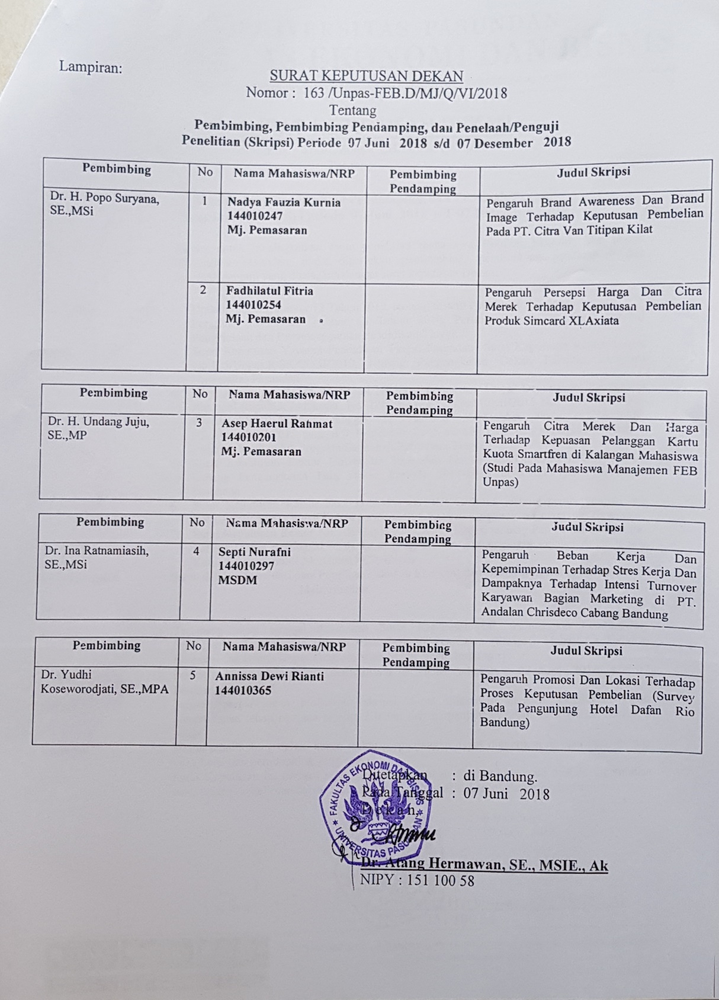 Lampiran:
SURAT KEPUTUSAN DEKAN
Nomor : 163 /Unpas-FEB.D/MJ/Q/VI/2018
Tentang
Pembimbing, Pembimbing Pendamping, dan Penelaah/Penguji
Penelitian (Skripsi) Periode 07 Juni 2018 s/d 07 Desember 2018
Pembimbing No Nama Mahasiswa/NRP Pembimbing Pendamping Judul Skripsi
Dr. H. Popo Suryana,
SE.,MSi
1
Nadya Fauzia Kurnia
144010247
Mj. Pemasaran
Pengaruh Brand Awareness Dan Brand
Image Terhadap Keputusan Pembelian
Pada PT. Citra Van Titipan Kilat
2
Fadhilatul Fitria
144010254
Mj. Pemasaran
Pengaruh Persepsi Harga Dan Citra
Merek Terhadap Keputusan Pembelian
Produk Simcard XLAxiata
Pembimbing No Nama Mahasiswa/NRP Pembimbing Pendamping Judul Skripsi
Dr. H. Undang Juju,
SE.,MP
3
Asep Haerul Rahmat
144010201
Mj. Pemasaran
Pengaruh Citra Merek Dan Harga
Terhadap Kepuasan Pelanggan Kartu
Kuota Smartfren di Kalangan Mahasiswa
(Studi Pada Mahasiswa Manajemen FEB
Unpas)
Pembimbing No Nama Mahasiswa/NRP Pembimbing Pendamping Judul Skripsi
Dr. Ina Ratnamiasih,
SE.,MSi
4
Septi Nurafni
144010297
MSDM
Pengaruh Beban Kerja Dan
Kepemimpinan Terhadap Stres Kerja Dan
Dampaknya Terhadap Intensi Turnover
Karyawan Bagian Marketing di PT.
Andalan Chrisdeco Cabang Bandung
Pembimbing No Nama Mahasiswa/NRP Pembimbing Pendamping Judul Skripsi
Dr. Yudhi
Koseworodjati, SE.,MPA
5
Annissa Dewi Rianti
144010365
Pengaruh Promosi Dan Lokasi Terhadap
Proses Keputusan Pembelian (Survey
Pada Pengunjung Hotel Dafan Rio
Bandung)
Ditetapkan : di Bandung.
Pada Tanggal : 07 Juni 2018
Dekan,
FAKULTAS EKONOMI DAN BISNIS
UNIVERSITAS PASUNDAN
Dr. Atang Hermawan, SE., MSIE., Ak
NIPY : 151 100 58